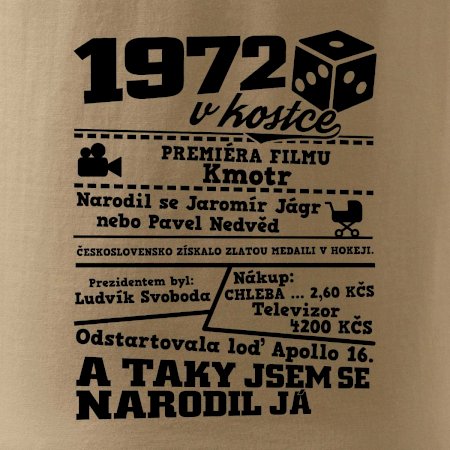 1972
v kostce
PREMIÉRA FILMU
Kmotr
Narodil se Jaromír Jágr
nebo Pavel Nedvěd
ČESKOSLOVENSKO ZÍSKALO ZLATOU MEDAILI V HOKEJI.
Prezidentem byl:
Ludvík Svoboda
Nákup:
CHLEBA ... 2,60 KČS
Televizor
4200 KČS
Odstartovala loď Apollo 16.
A TAKY JSEM SE
NARODIL JÁ